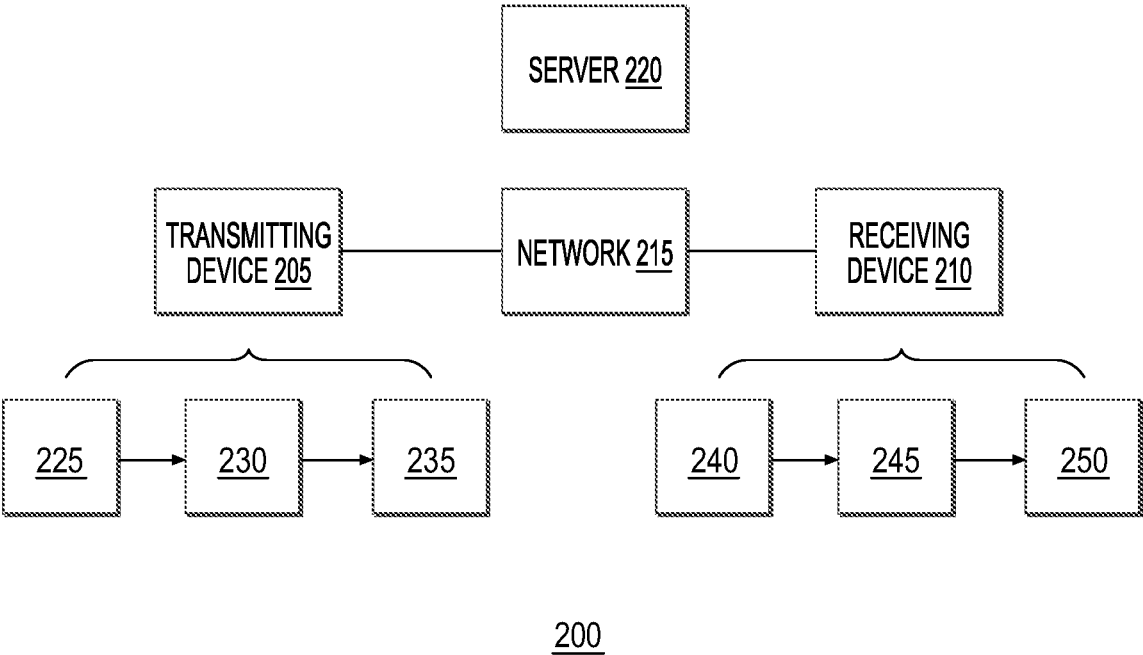 SERVER 220
TRANSMITTING
DEVICE 205
NETWORK 215
RECEIVING
DEVICE 210
225
230
235
240
245
250
200